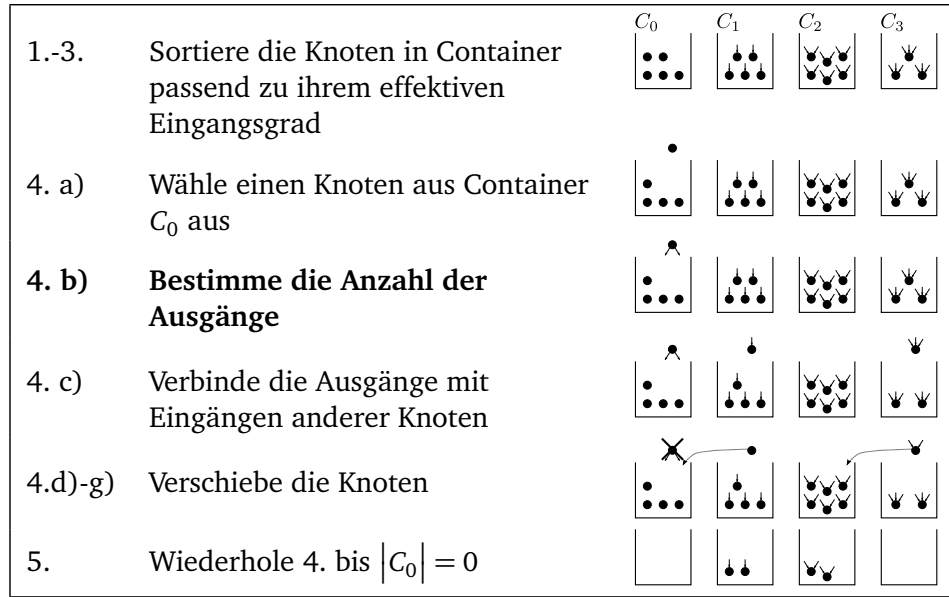 C₀ C₁ C₂ C₃
1.-3. Sortiere die Knoten in Container
passend zu ihrem effektiven
Eingangsgrad
4. a) Wähle einen Knoten aus Container
C₀ aus
4. b) Bestimme die Anzahl der
Ausgänge
4. c) Verbinde die Ausgänge mit
Eingängen anderer Knoten
4.d)-g) Verschiebe die Knoten
5. Wiederhole 4. bis |C₀| = 0